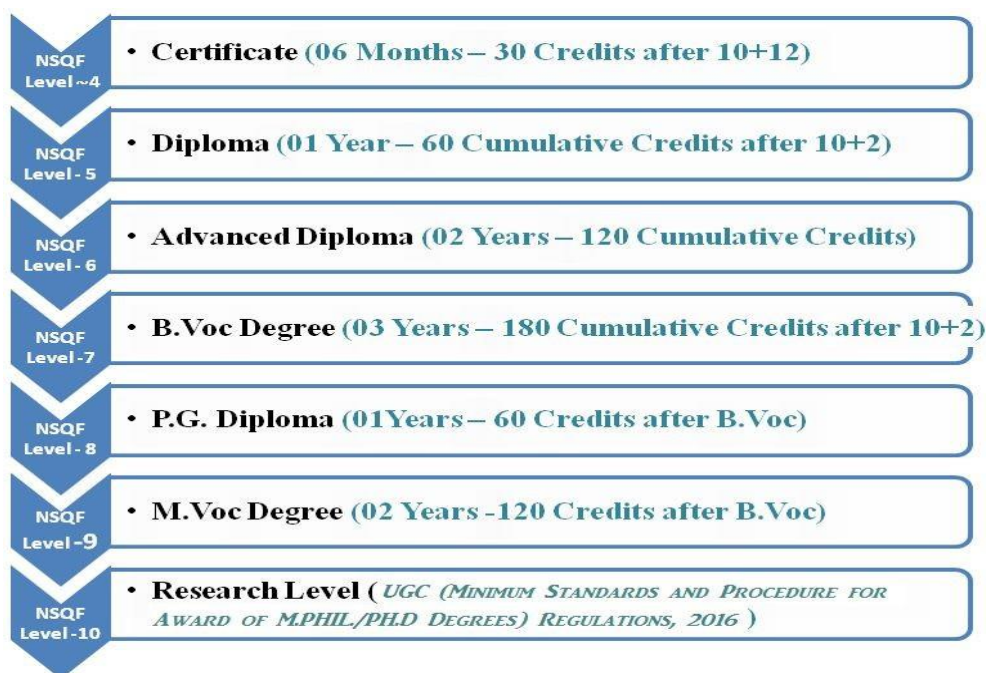 NSQF
Level~4
• Certificate (06 Months – 30 Credits after 10+12)
NSQF
Level- 5
• Diploma (01 Year – 60 Cumulative Credits after 10+2)
NSQF
Level- 6
• Advanced Diploma (02 Years – 120 Cumulative Credits)
NSQF
Level -7
• B.Voc Degree (03 Years – 180 Cumulative Credits after 10+2)
NSQF
Level- 8
• P.G. Diploma (01Years – 60 Credits after B.Voc)
NSQF
Level -9
• M.Voc Degree (02 Years -120 Credits after B.Voc)
NSQF
Level -10
• Research Level ( UGC (MINIMUM STANDARDS AND PROCEDURE FOR
AWARD OF M.PHIL./PH.D DEGREES) REGULATIONS, 2016 )